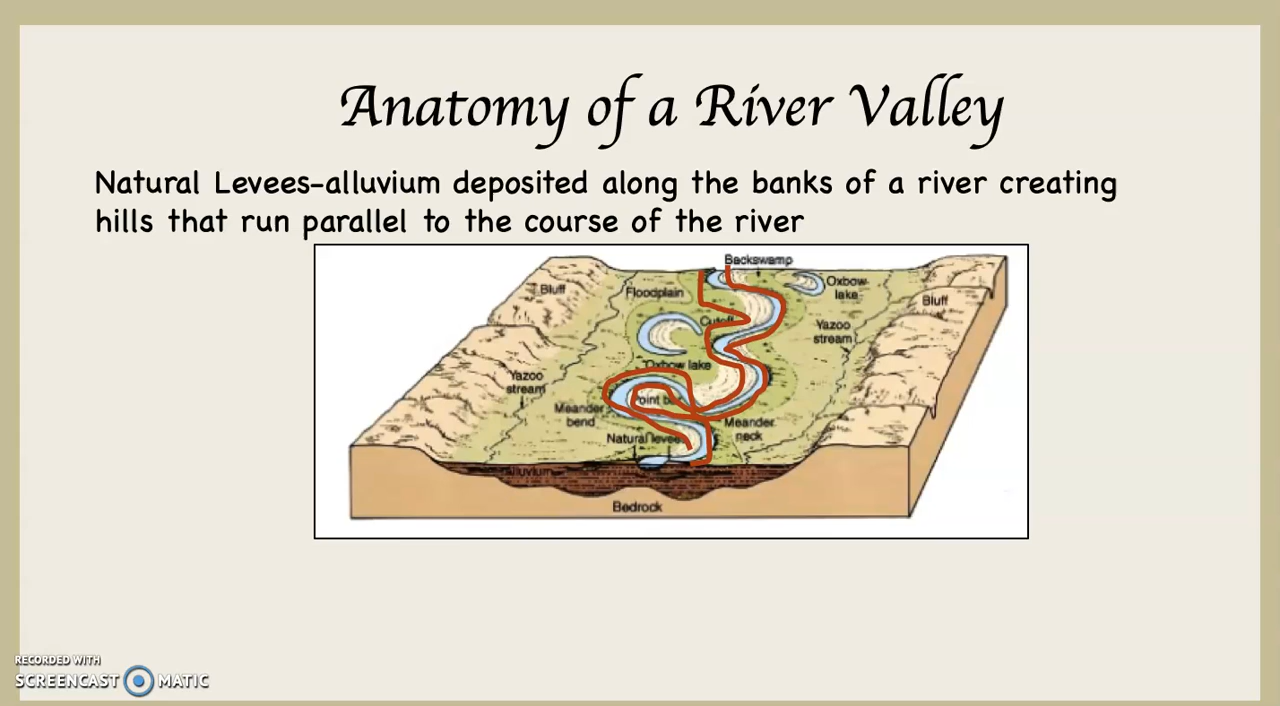 Anatomy of a River Valley
Natural Levees-alluvium deposited along the banks of a river creating
hills that run parallel to the course of the river
Backswamp
Bluff
Floodplain
Oxbow
lake
Bluff
Cutoff
Yazoo
stream
Oxbow lake
Yazoo
stream
Point bar
Meander
bend
Meander
neck
Natural levee
alluvium
Bedrock
RECORDED WITH
SCREENCAST MATIC